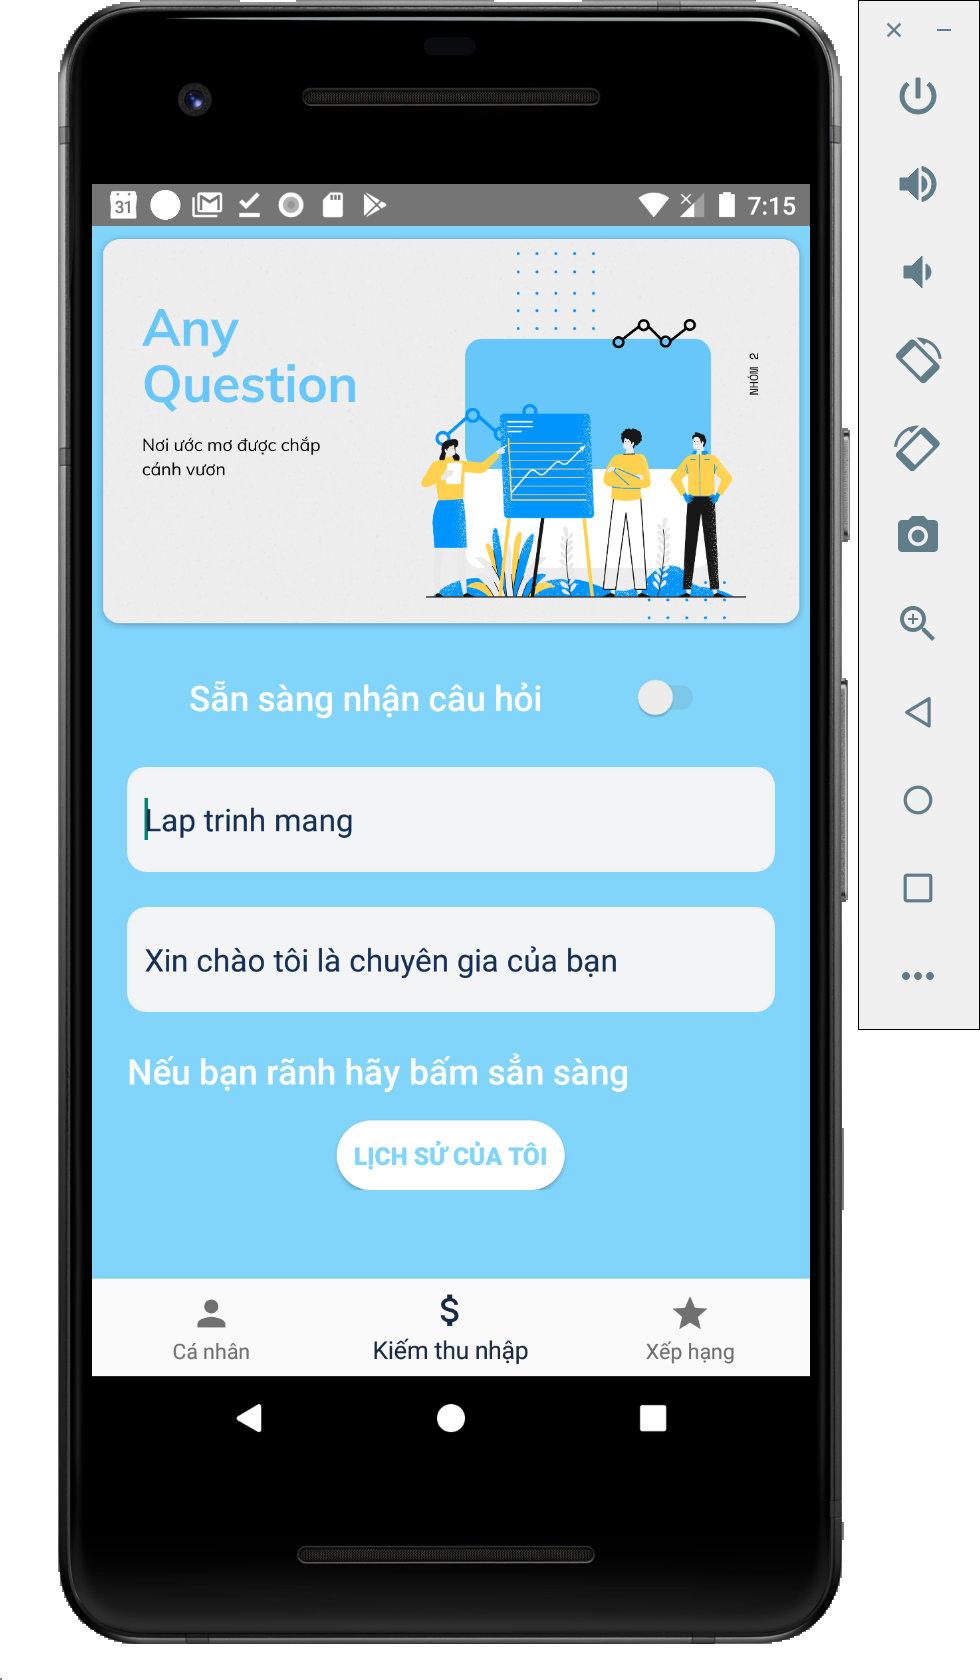 31
7:15
Any
Question
Nơi ước mơ được chắp
cánh vươn
NHÓM 2
Sẵn sàng nhận câu hỏi
Lap trinh mang
Xin chào tôi là chuyên gia của bạn
Nếu bạn rãnh hãy bấm sẳn sàng
LỊCH SỬ CỦA TÔI
$
Cá nhân
Kiếm thu nhập
Xếp hạng